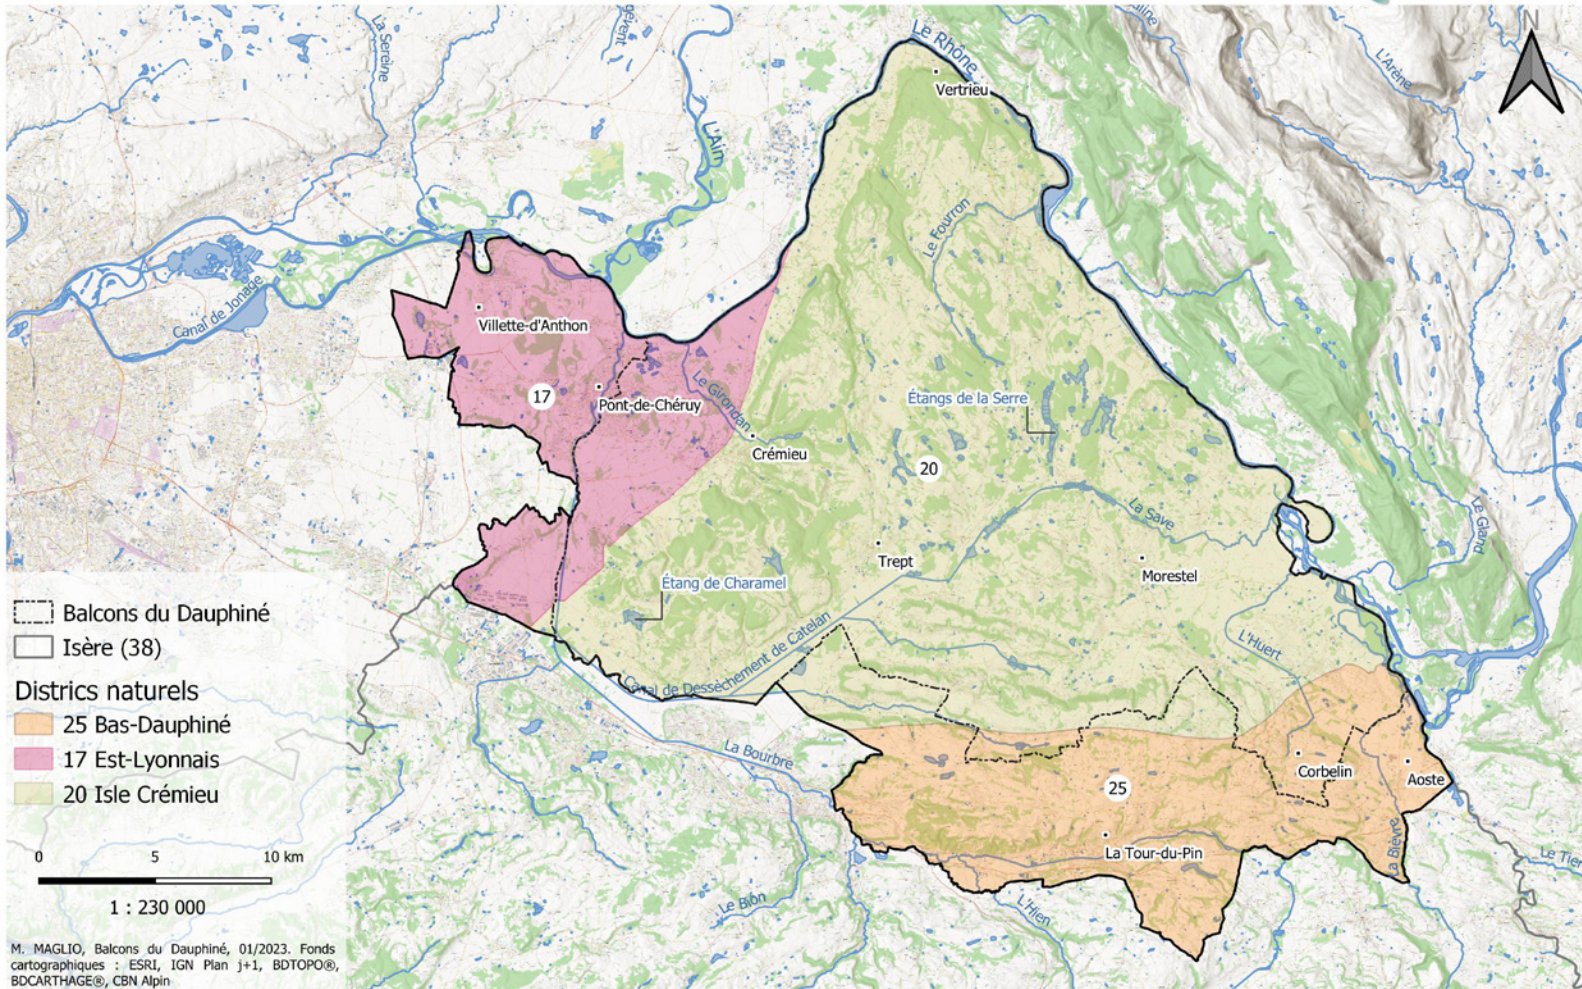 N
Le Rhône
Vertrieu
La Sereine
L'Ain
L'Arène
Le Fourron
Canal de Jonage
Villette-d'Anthon
17
Pont-de-Chéruy
Le Girondan
Crémieu
Étangs de la Serre
20
La Save
Le Gland
Trept
Morestel
Étang de Charamel
L'Huert
Canal de Dessèchement de Catelan
La Bourbre
Corbelin
Aoste
25
La Tour-du-Pin
La Bièvre
Le Tier
Le Bion
L'Hien
Balcons du Dauphiné
Isère (38)
Districs naturels
25 Bas-Dauphiné
17 Est-Lyonnais
20 Isle Crémieu
0 5 10 km
1 : 230 000
M. MAGLIO, Balcons du Dauphiné, 01/2023. Fonds
cartographiques : ESRI, IGN Plan j+1, BDTOPO®,
BDCARTHAGE®, CBN Alpin